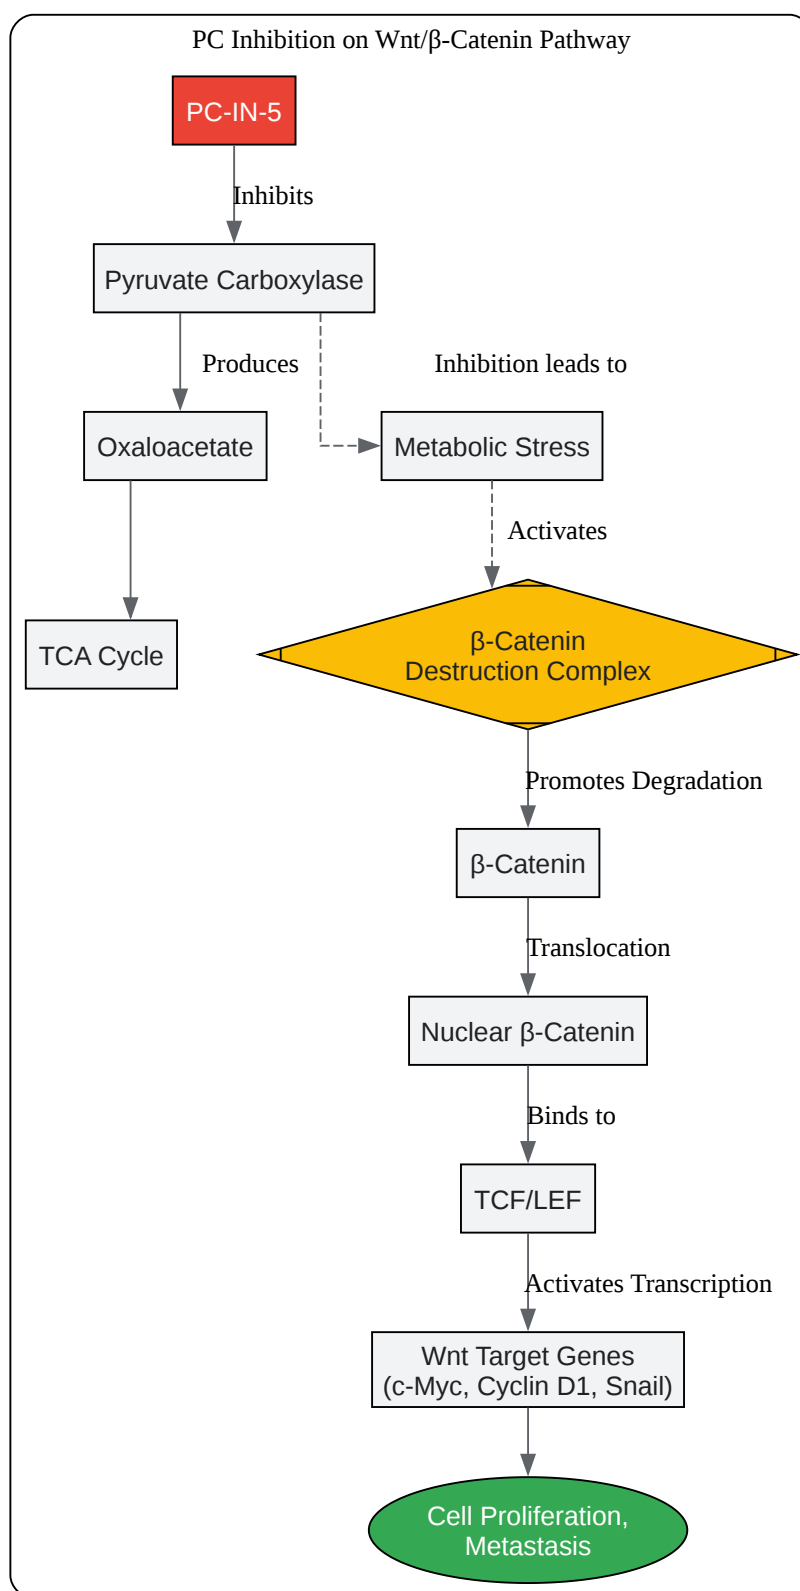 PC Inhibition on Wnt/β-Catenin Pathway
PC-IN-5
Inhibits
Pyruvate Carboxylase
Produces
Inhibition leads to
Oxaloacetate
Metabolic Stress
Activates
TCA Cycle
β-Catenin
Destruction Complex
Promotes Degradation
β-Catenin
Translocation
Nuclear β-Catenin
Binds to
TCF/LEF
Activates Transcription
Wnt Target Genes
(c-Myc, Cyclin D1, Snail)
Cell Proliferation,
Metastasis